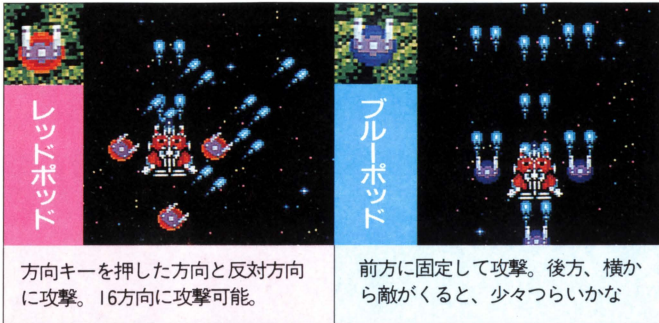 レッドポッド
方向キーを押した方向と反対方向
に攻撃。16方向に攻撃可能。
ブルーポッド
前方に固定して攻撃。後方、横か
ら敵がくると、少々つらいかな